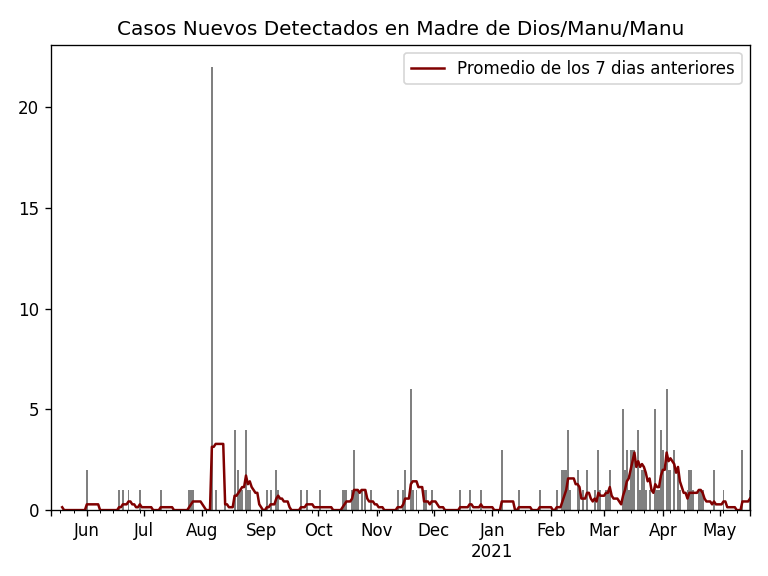 Casos Nuevos Detectados en Madre de Dios/Manu/Manu
Promedio de los 7 dias anteriores
20
15
10
5
0
Jun Jul Aug Sep Oct Nov Dec Jan Feb Mar Apr May
2021